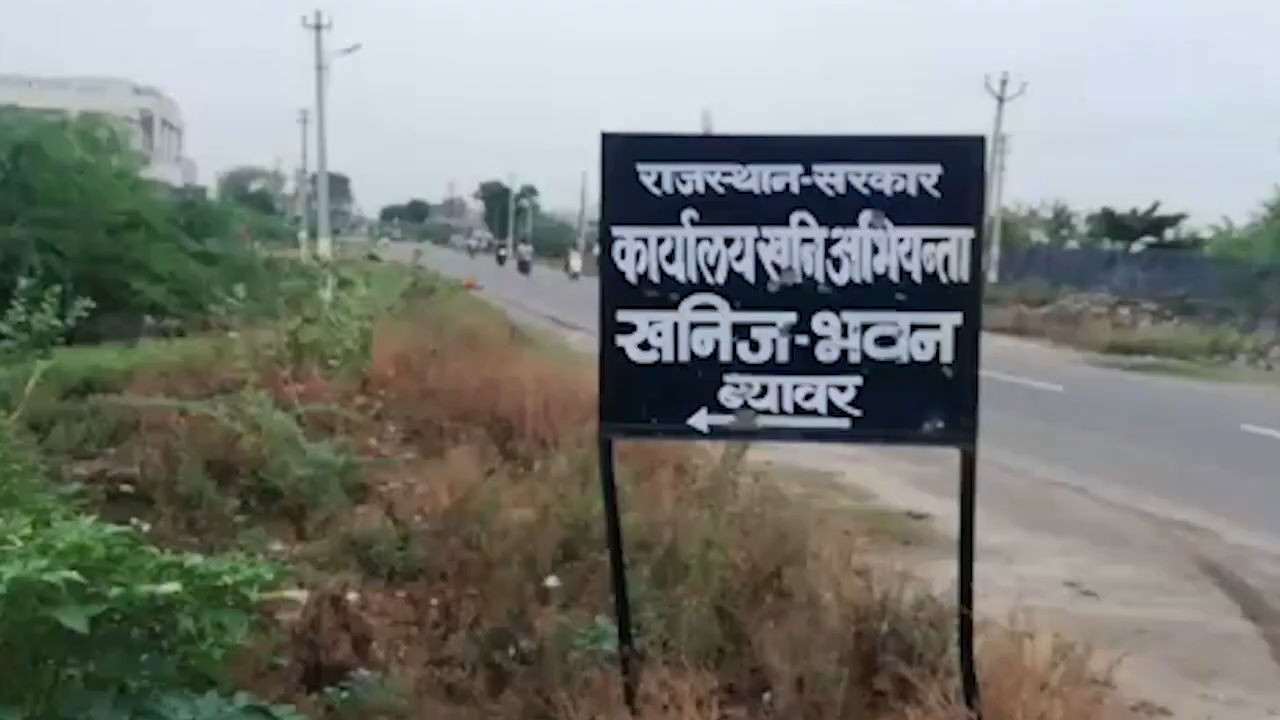 राजस्थान-सरकार
कार्यालय खनि अभियन्ता
खनिज-भवन
ब्यावर